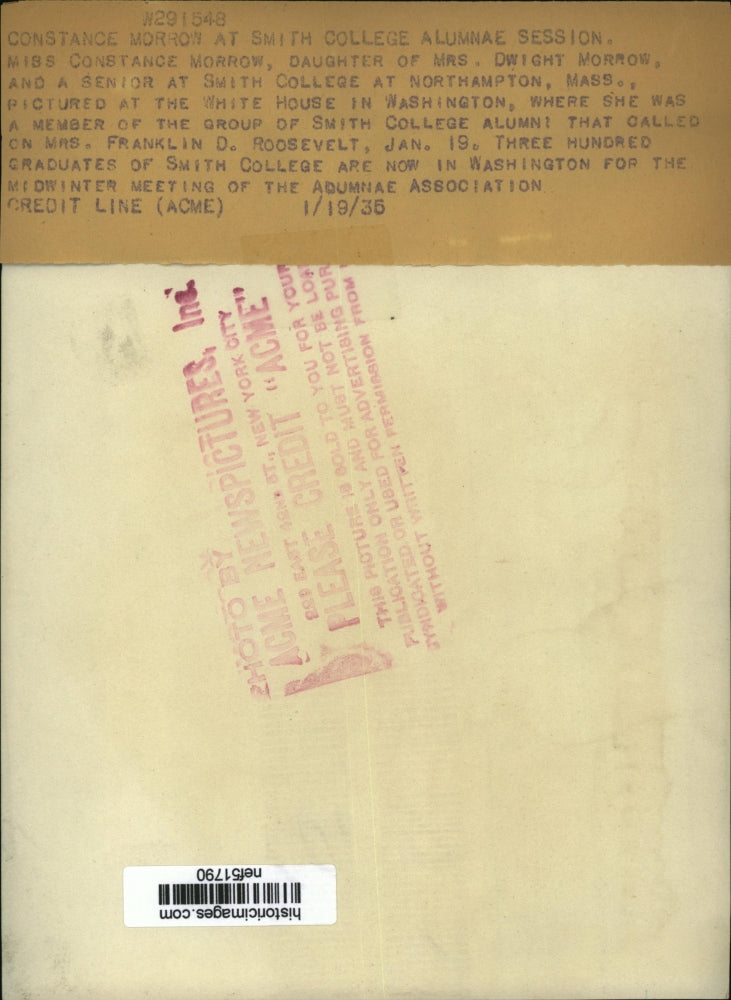 W291548
CONSTANCE MORROW AT SMITH COLLEGE ALUMNAE SESSION.
MISS CONSTANCE MORROW, DAUGHTER OF MRS. DWIGHT MORROW,
AND A SENIOR AT SMITH COLLEGE AT NORTHAMPTON, MASS.,
PICTURED AT THE WHITE HOUSE IN WASHINGTON, WHERE SHE WAS
A MEMBER OF THE GROUP OF SMITH COLLEGE ALUMNI THAT CALLED
ON MRS. FRANKLIN D. ROOSEVELT, JAN. 19. THREE HUNDRED
GRADUATES OF SMITH COLLEGE ARE NOW IN WASHINGTON FOR THE
MIDWINTER MEETING OF THE ADUMNAE ASSOCIATION
CREDIT LINE (ACME) 1/19/35
PHOTO BY
ACME NEWSPICTURES, Inc.
EAST 42ND ST., NEW YORK CITY
PLEASE CREDIT "ACME"
THIS PICTURE IS SOLD TO YOU FOR YOUR
PUBLICATION ONLY AND MUST NOT BE
SYNDICATED OR USED FOR ADVERTISING
WITHOUT WRITTEN PERMISSION FROM
historicimages.com
nef51790